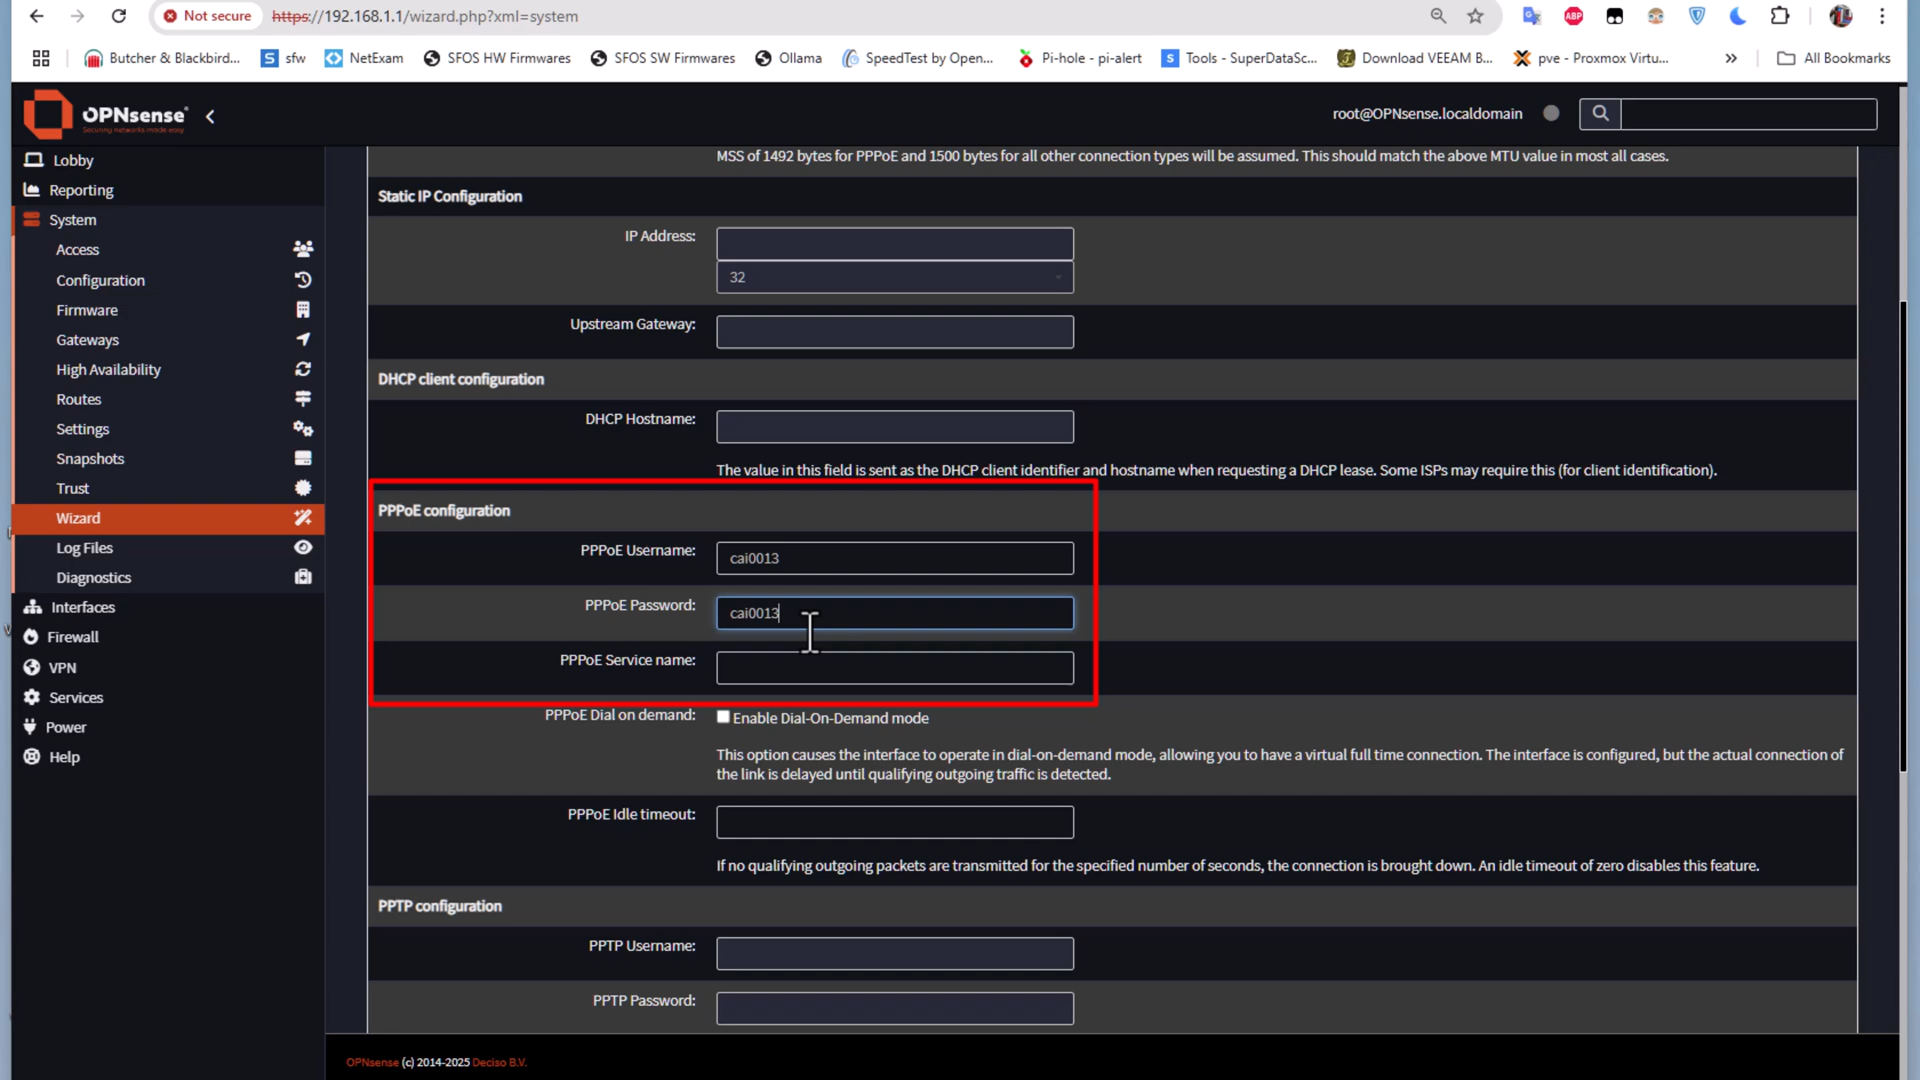 Not secure https://192.168.1.1/wizard.php?xml=system
Butcher & Blackbird... sfw NetExam SFOS HW Firmwares SFOS SW Firmwares Ollama SpeedTest by Open... Pi-hole - pi-alert Tools - SuperDataSc... Download VEEAM B... pve - Proxmox Virtu... » All Bookmarks
OPNsense
Securing networks made easy
root@OPNsense.localdomain
Lobby
Reporting
System
Access
Configuration
Firmware
Gateways
High Availability
Routes
Settings
Snapshots
Trust
Wizard
Log Files
Diagnostics
Interfaces
Firewall
VPN
Services
Power
Help
MSS of 1492 bytes for PPPoE and 1500 bytes for all other connection types will be assumed. This should match the above MTU value in most all cases.
Static IP Configuration
IP Address:
32
Upstream Gateway:
DHCP client configuration
DHCP Hostname:
The value in this field is sent as the DHCP client identifier and hostname when requesting a DHCP lease. Some ISPs may require this (for client identification).
PPPoE configuration
PPPoE Username: cai0013
PPPoE Password: cai0013
PPPoE Service name:
PPPoE Dial on demand: Enable Dial-On-Demand mode
This option causes the interface to operate in dial-on-demand mode, allowing you to have a virtual full time connection. The interface is configured, but the actual connection of
the link is delayed until qualifying outgoing traffic is detected.
PPPoE Idle timeout:
If no qualifying outgoing packets are transmitted for the specified number of seconds, the connection is brought down. An idle timeout of zero disables this feature.
PPTP configuration
PPTP Username:
PPTP Password:
OPNsense (c) 2014-2025 Deciso B.V.